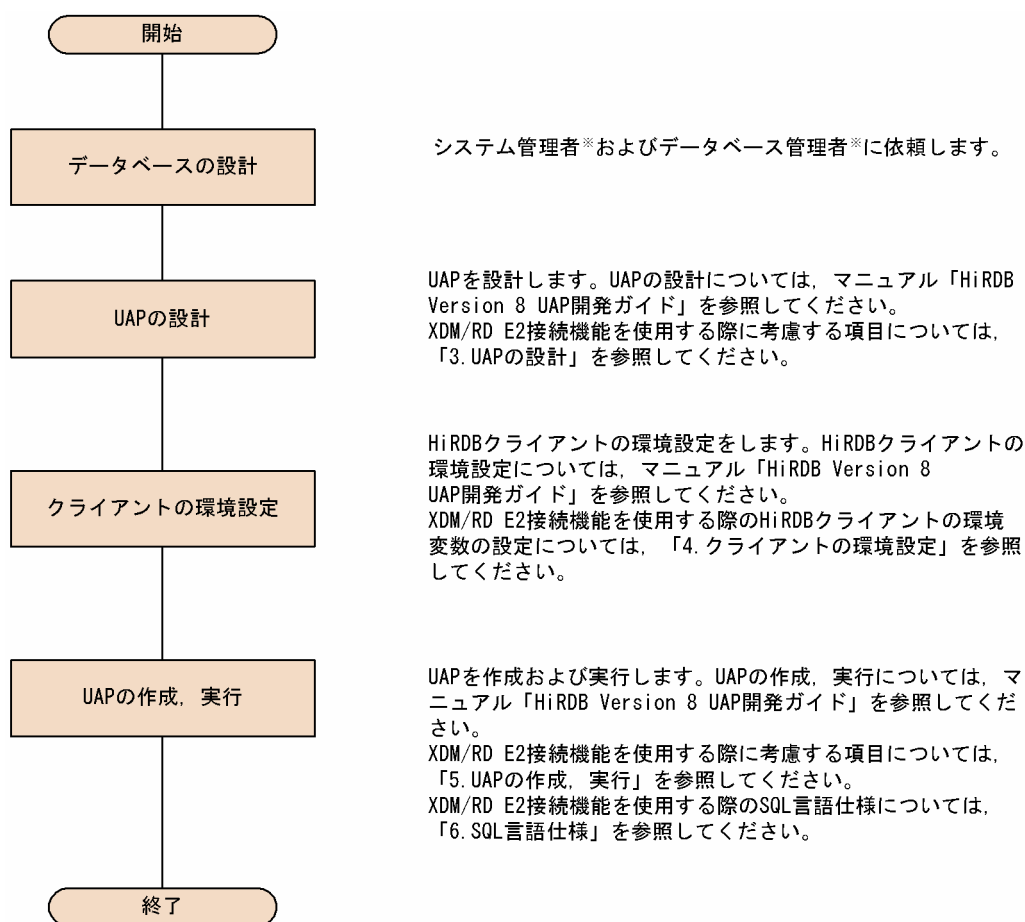 開始
データベースの設計
システム管理者※およびデータベース管理者※に依頼します。
UAPの設計
UAPを設計します。UAPの設計については，マニュアル「HiRDB
Version 8 UAP開発ガイド」を参照してください。
XDM/RD E2接続機能を使用する際に考慮する項目については，
「3.UAPの設計」を参照してください。
クライアントの環境設定
HiRDBクライアントの環境設定をします。HiRDBクライアントの
環境設定については，マニュアル「HiRDB Version 8
UAP開発ガイド」を参照してください。
XDM/RD E2接続機能を使用する際のHiRDBクライアントの環境
変数の設定については，「4.クライアントの環境設定」を参照
してください。
UAPの作成，実行
UAPを作成および実行します。UAPの作成，実行については，マ
ニュアル「HiRDB Version 8 UAP開発ガイド」を参照してくだ
さい。
XDM/RD E2接続機能を使用する際に考慮する項目については，
「5.UAPの作成，実行」を参照してください。
XDM/RD E2接続機能を使用する際のSQL言語仕様については，
「6.SQL言語仕様」を参照してください。
終了